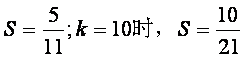 S = 5/11; k = 10时， S = 10/21